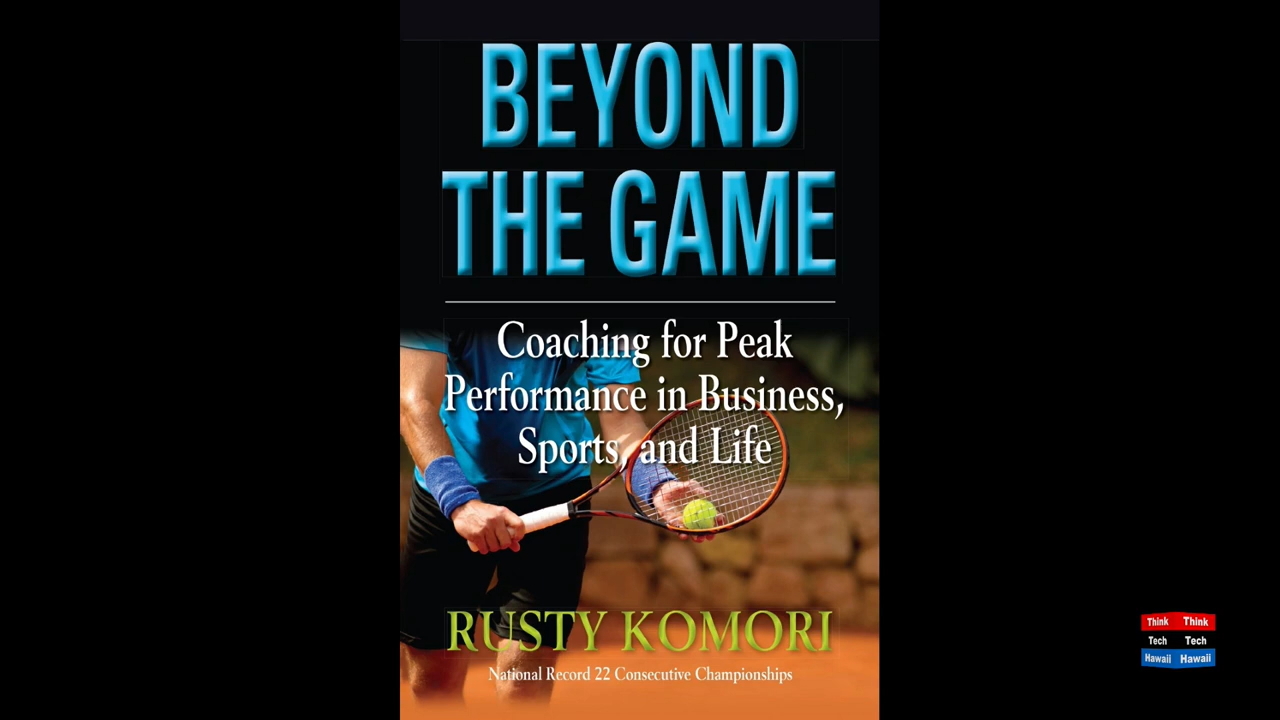 BEYOND
THE GAME
Coaching for Peak
Performance in Business,
Sports, and Life
RUSTY KOMORI
National Record 22 Consecutive Championships
Think Think
Tech Tech
Hawaii Hawaii